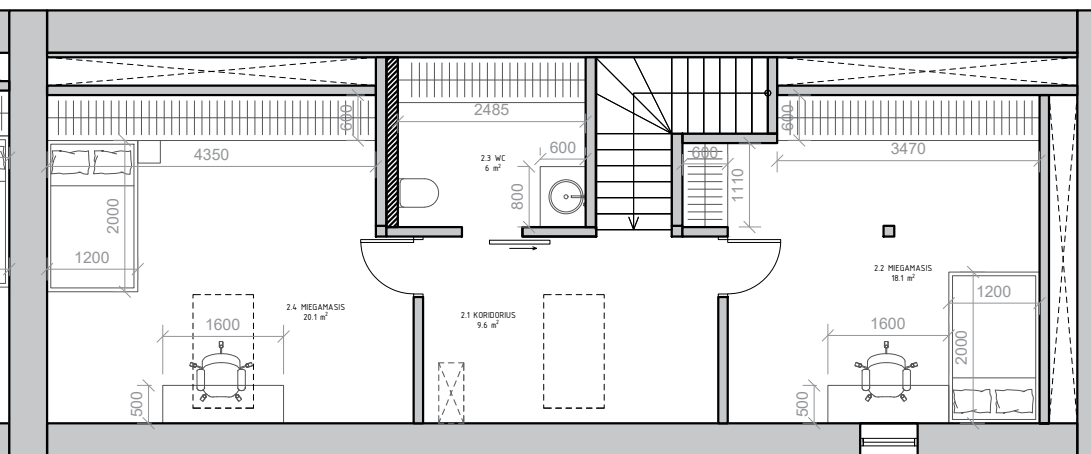 600
4350
2000
1200
2.4 MIEGAMASIS
20.1 m²
1600
500
2485
2.3 WC
6 m²
600
800
2.1 KORIDORIUS
9.6 m²
600
1110
600
3470
2.2 MIEGAMASIS
18.1 m²
1200
2000
1600
500